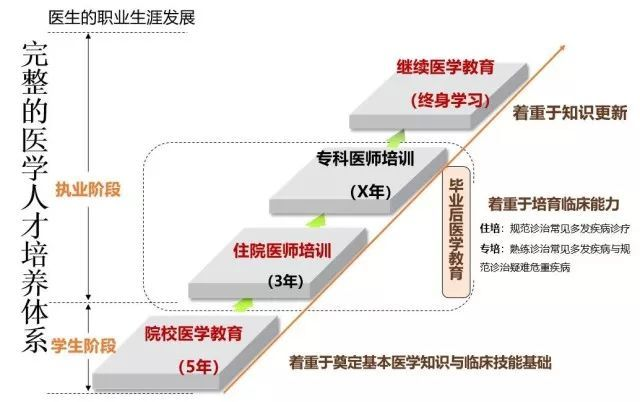 医生的职业生涯发展
完整的医学人才培养体系
继续医学教育
（终身学习）
着重于知识更新
专科医师培训
（X年）
执业阶段
毕业后医学教育
着重于培育临床能力
住培：规范诊治常见多发疾病诊疗
专培：熟练诊治常见多发疾病与规
范诊治疑难危重疾病
住院医师培训
（3年）
学生阶段
院校医学教育
（5年）
着重于奠定基本医学知识与临床技能基础